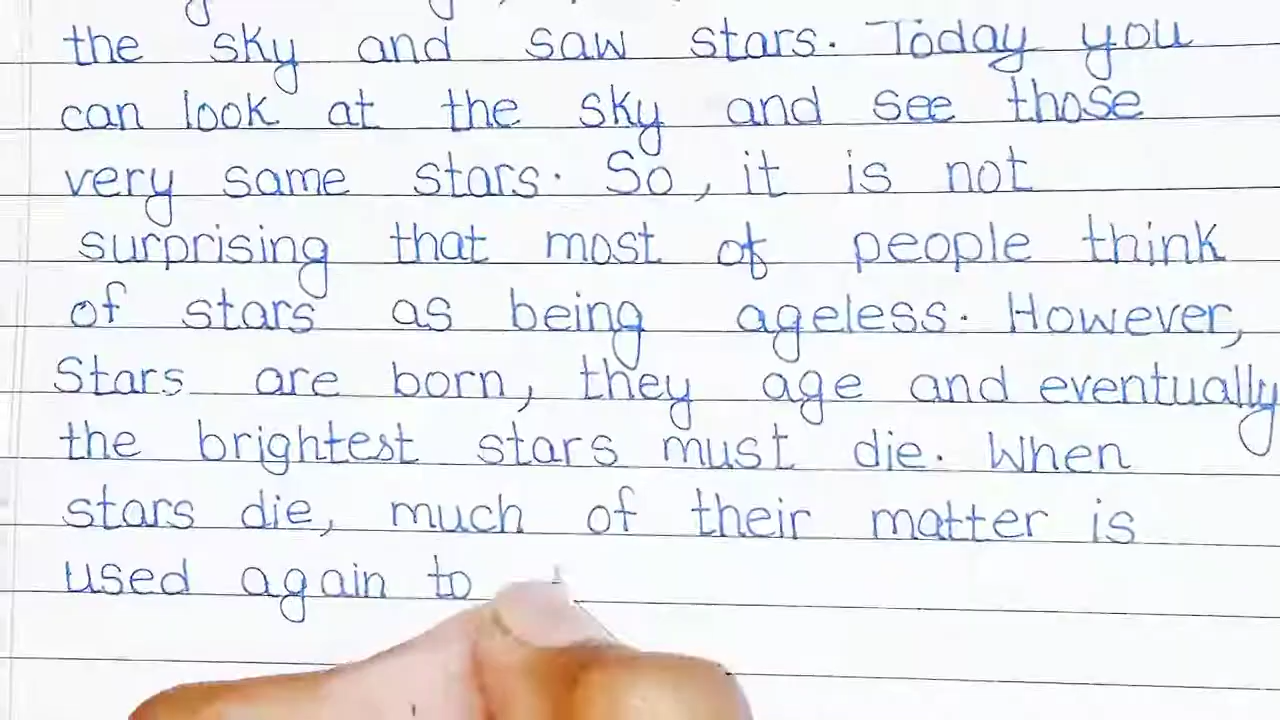 the sky and saw stars. Today you
can look at the sky and see those
very same stars. So, it is not
surprising that most of people think
of stars as being ageless. However,
Stars are born, they age and eventually
the brightest stars must die. When
stars die, much of their matter is
used again to